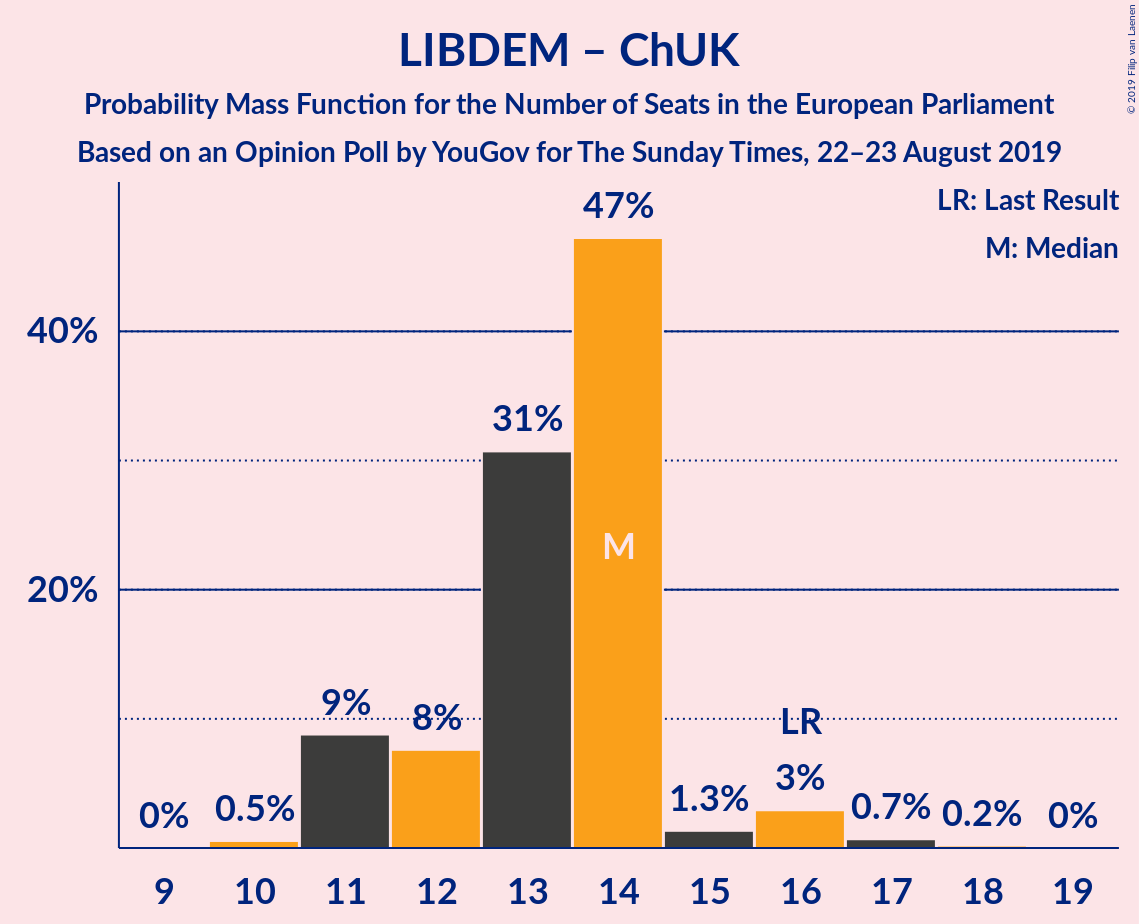 LIBDEM – ChUK
Probability Mass Function for the Number of Seats in the European Parliament
Based on an Opinion Poll by YouGov for The Sunday Times, 22–23 August 2019
© 2019 Filip van Laenen
LR: Last Result
M: Median
47%
40%
31%
M
20%
9%
8%
LR
3%
0%
0.5%
1.3%
0.7%
0.2%
0%
9 10 11 12 13 14 15 16 17 18 19